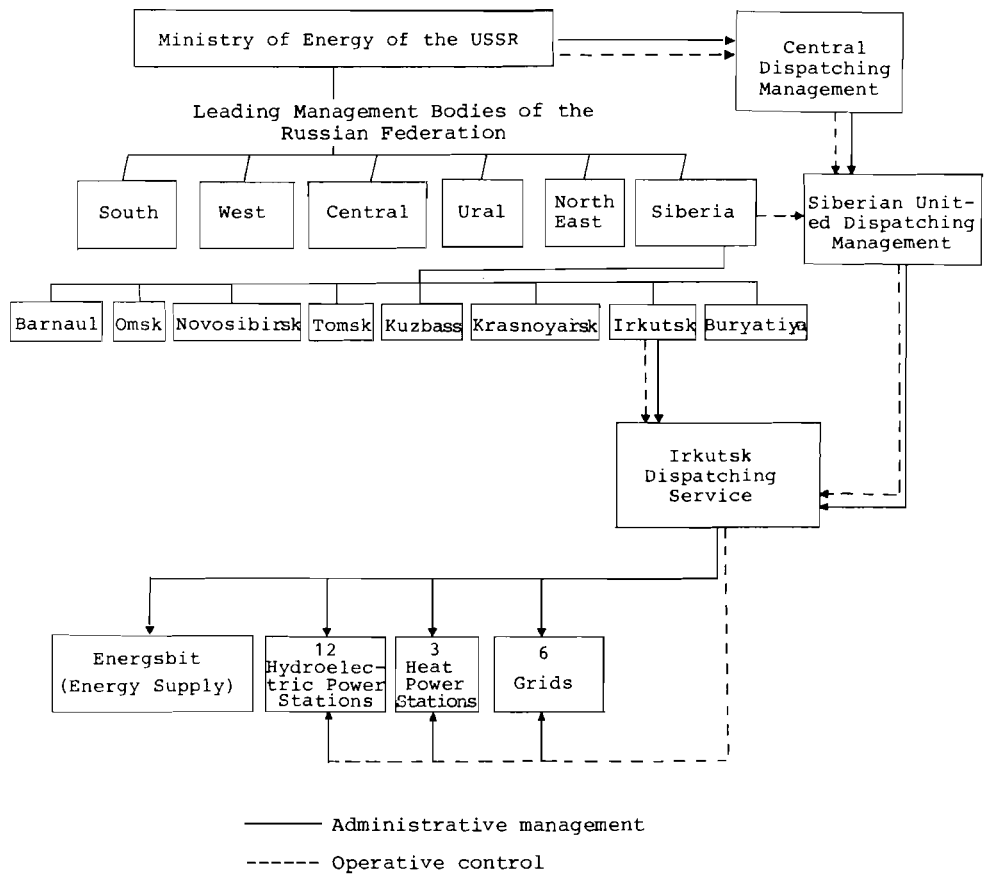 Ministry of Energy of the USSR
Central
Dispatching
Management
Leading Management Bodies of the
Russian Federation
South
West
Central
Ural
North
East
Siberia
Siberian Unit-
ed Dispatching
Management
Barnaul
Omsk
Novosibirsk
Tomsk
Kuzbass
Krasnoyarsk
Irkutsk
Buryatiya
Irkutsk
Dispatching
Service
Energsbit
(Energy Supply)
12
Hydroelec-
tric Power
Stations
3
Heat
Power
Stations
6
Grids
Administrative management
Operative control